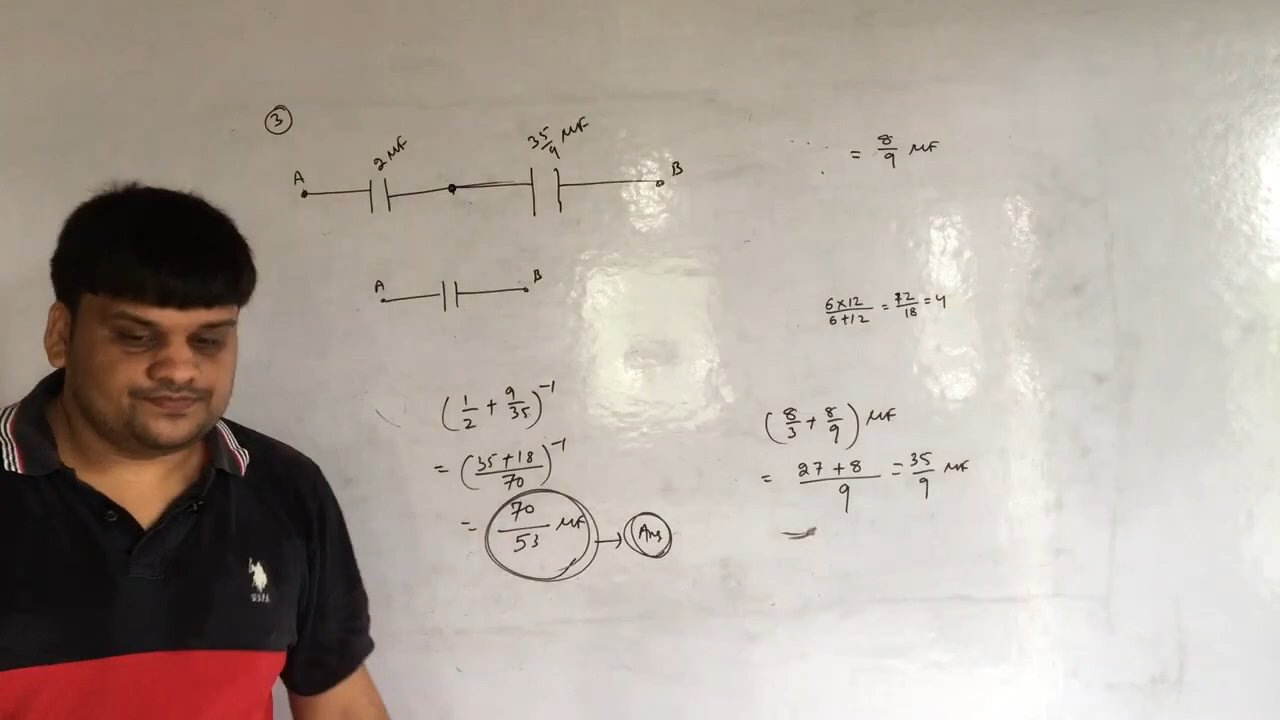 ③
A 2 μF 35/9 μF B
A B
(1/2 + 9/35)⁻¹
= (35+18/70)⁻¹
= 70/53 μF → Ans
= 8/9 μF
6×12/6+12 = 72/18 = 4
(8/3 + 8/9) μF
= 27+8/9 = 35/9 μF
U.S.P.A.